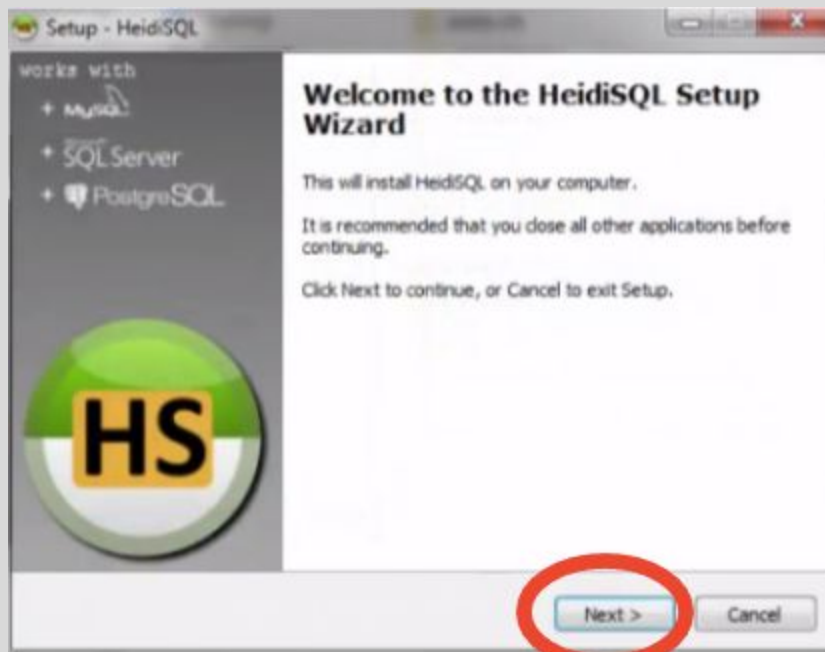 Setup - HeidiSQL
works with
+ MySQL
+ SQL Server
+ PostgreSQL
HS
Welcome to the HeidiSQL Setup
Wizard
This will install HeidiSQL on your computer.
It is recommended that you close all other applications before
continuing.
Click Next to continue, or Cancel to exit Setup.
Next >
Cancel